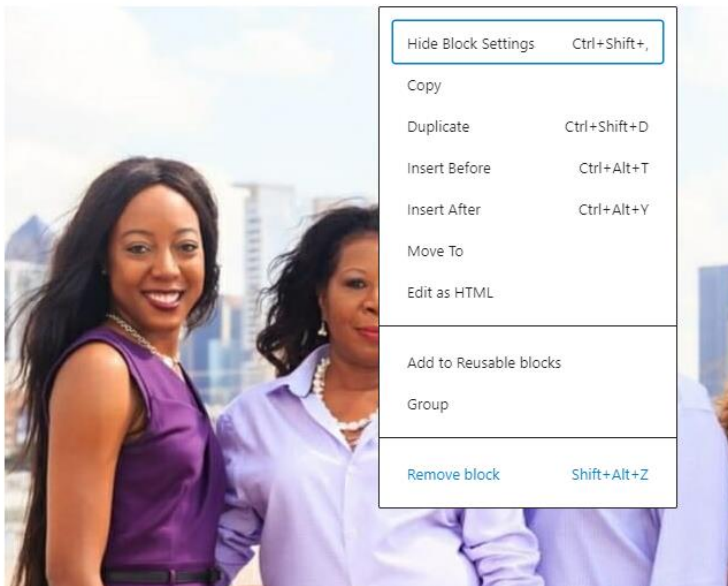 Hide Block Settings Ctrl+Shift+,
Copy
Duplicate Ctrl+Shift+D
Insert Before Ctrl+Alt+T
Insert After Ctrl+Alt+Y
Move To
Edit as HTML
Add to Reusable blocks
Group
Remove block Shift+Alt+Z